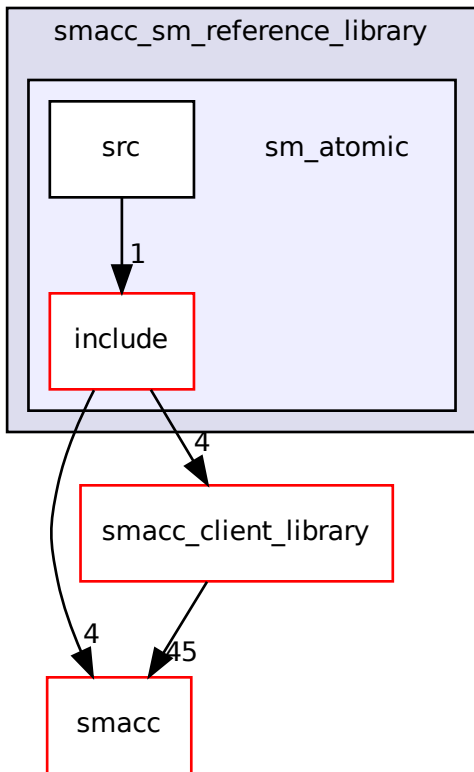 smacc_sm_reference_library
src
sm_atomic
1
include
4
smacc_client_library
4
45
smacc